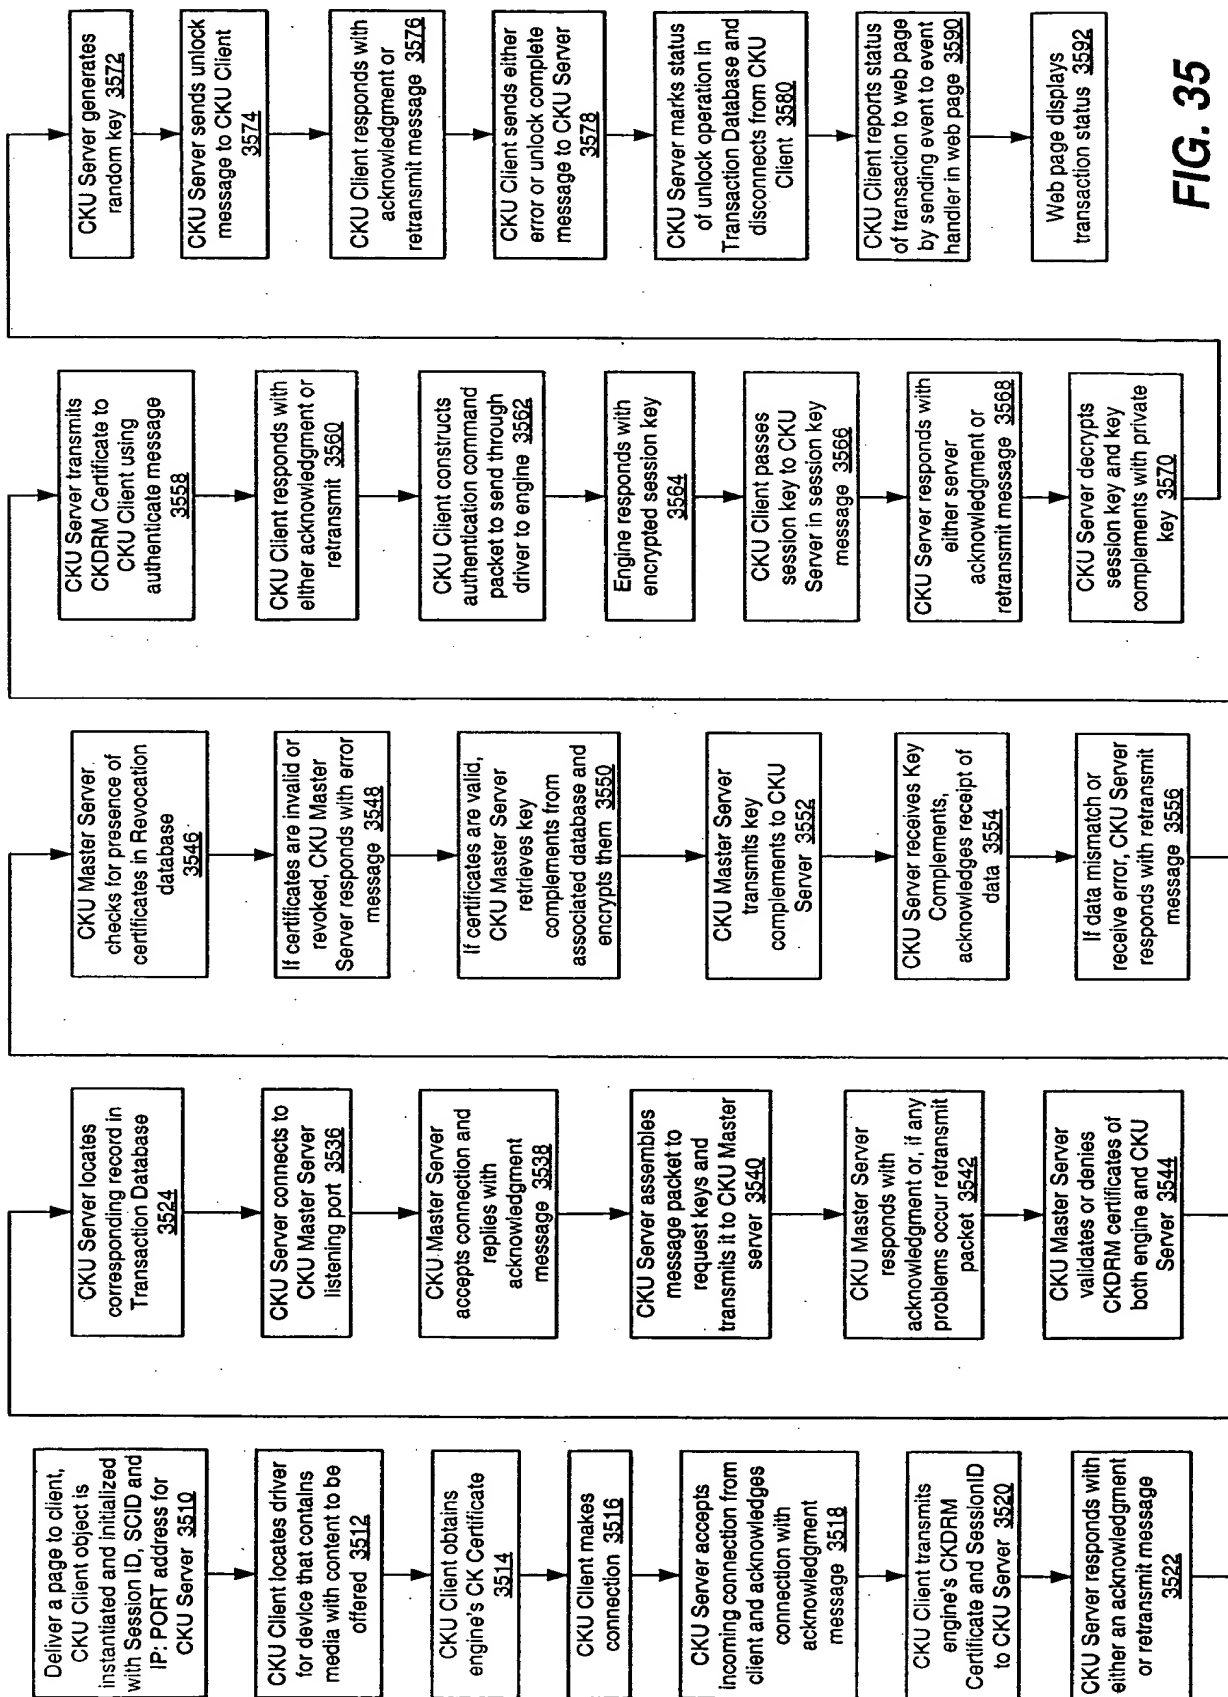 Deliver a page to client,
CKU Client object is
instantiated and initialized
with Session ID, SCID and
IP: PORT address for
CKU Server 3510
CKU Client locates driver
for device that contains
media with content to be
offered 3512
CKU Client obtains
engine's CK Certificate
3514
CKU Client makes
connection 3516
CKU Server accepts
incoming connection from
client and acknowledges
connection with
acknowledgment
message 3518
CKU Client transmits
engine's CKDRM
Certificate and SessionID
to CKU Server 3520
CKU Server responds with
either an acknowledgment
or retransmit message
3522
CKU Server locates
corresponding record in
Transaction Database
3524
CKU Server connects to
CKU Master Server
listening port 3536
CKU Master Server
accepts connection and
replies with
acknowledgment
message 3538
CKU Server assembles
message packet to
request keys and
transmits it to CKU Master
server 3540
CKU Master Server
responds with
acknowledgment or, if any
problems occur retransmit
packet 3542
CKU Master Server
validates or denies
CKDRM certificates of
both engine and CKU
Server 3544
CKU Master Server
checks for presence of
certificates in Revocation
database
3546
If certificates are invalid or
revoked, CKU Master
Server responds with error
message 3548
If certificates are valid,
CKU Master Server
retrieves key
complements from
associated database and
encrypts them 3550
CKU Master Server
transmits key
complements to CKU
Server 3552
CKU Server receives Key
Complements,
acknowledges receipt of
data 3554
If data mismatch or
receive error, CKU Server
responds with retransmit
message 3556
CKU Server transmits
CKDRM Certificate to
CKU Client using
authenticate message
3558
CKU Client responds with
either acknowledgment or
retransmit 3560
CKU Client constructs
authentication command
packet to send through
driver to engine 3562
Engine responds with
encrypted session key
3564
CKU Client passes
session key to CKU
Server in session key
message 3566
CKU Server responds with
either server
acknowledgment or
retransmit message 3568
CKU Server decrypts
session key and key
complements with private
key 3570
CKU Server generates
random key 3572
CKU Server sends unlock
message to CKU Client
3574
CKU Client responds with
acknowledgment or
retransmit message 3576
CKU Client sends either
error or unlock complete
message to CKU Server
3578
CKU Server marks status
of unlock operation in
Transaction Database and
disconnects from CKU
Client 3580
CKU Client reports status
of transaction to web page
by sending event to event
handler in web page 3590
Web page displays
transaction status 3592
FIG. 35